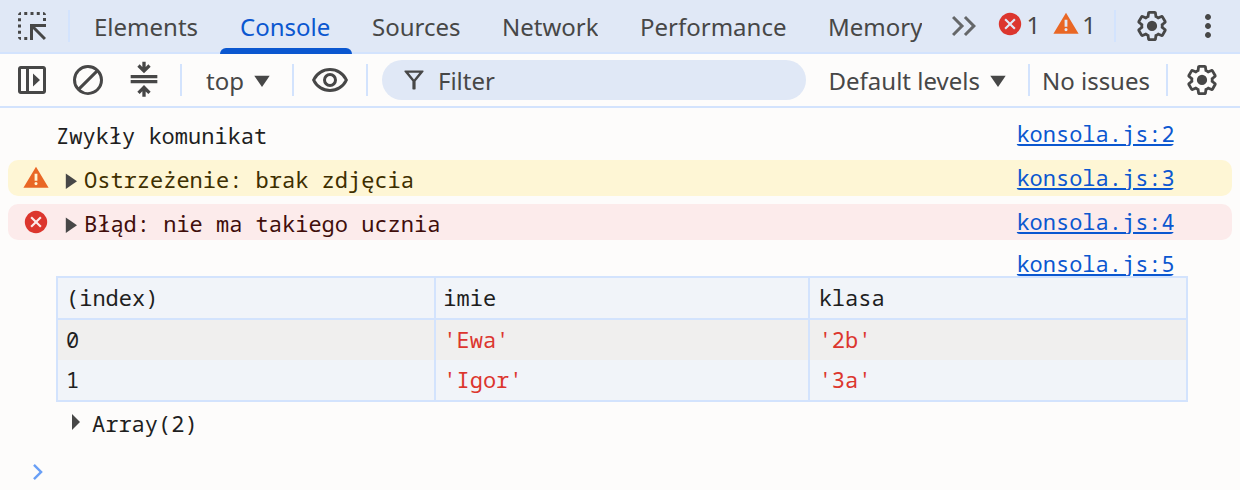 Elements Console Sources Network Performance Memory 1 1
top Filter Default levels No issues
Zwykły komunikat konsola.js:2
Ostrzeżenie: brak zdjęcia konsola.js:3
Błąd: nie ma takiego ucznia konsola.js:4
konsola.js:5
(index) imie klasa
0 'Ewa' '2b'
1 'Igor' '3a'
Array(2)